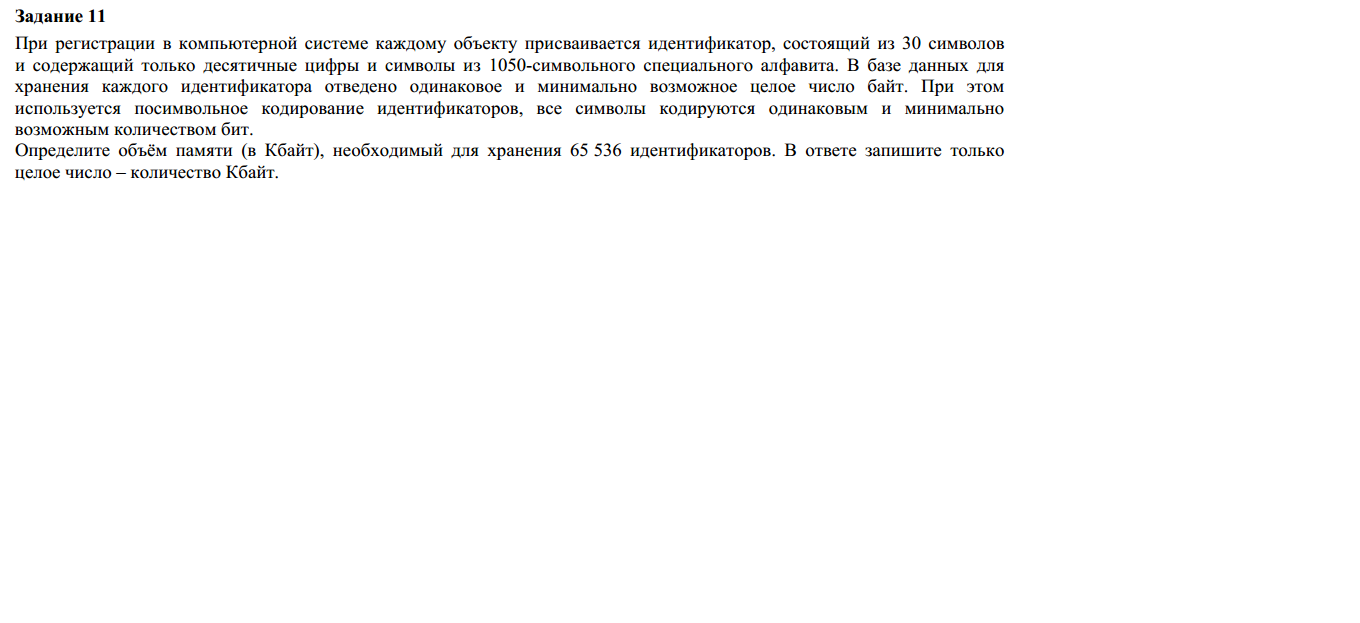 Задание 11
При регистрации в компьютерной системе каждому объекту присваивается идентификатор, состоящий из 30 символов
и содержащий только десятичные цифры и символы из 1050-символьного специального алфавита. В базе данных для
хранения каждого идентификатора отведено одинаковое и минимально возможное целое число байт. При этом
используется посимвольное кодирование идентификаторов, все символы кодируются одинаковым и минимально
возможным количеством бит.
Определите объём памяти (в Кбайт), необходимый для хранения 65 536 идентификаторов. В ответе запишите только
целое число – количество Кбайт.